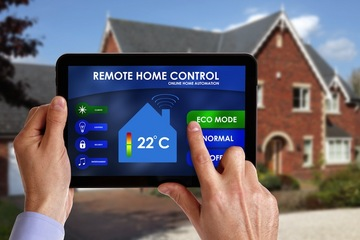 REMOTE HOME CONTROL
ONLINE HOME AUTOMATION
ECO MODE
22°C
NORMAL
OFF